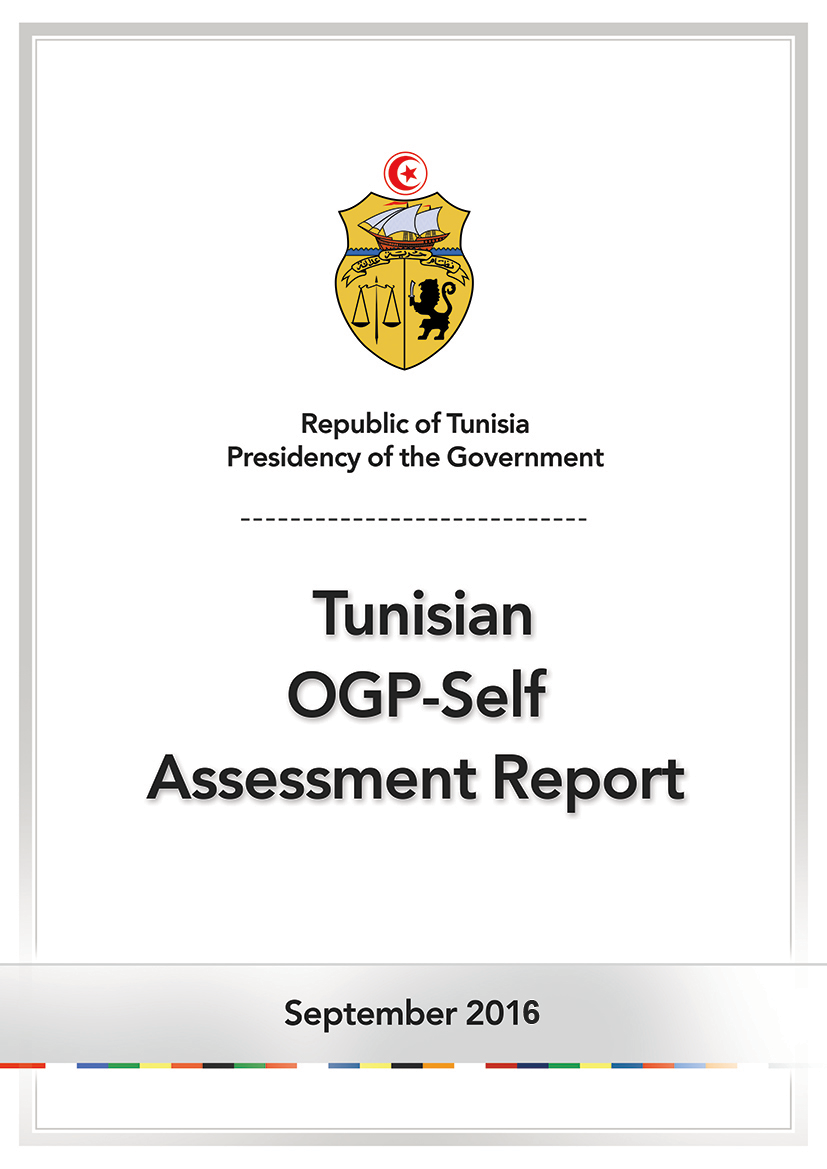 Republic of Tunisia
Presidency of the Government
Tunisian
OGP-Self
Assessment Report
September 2016